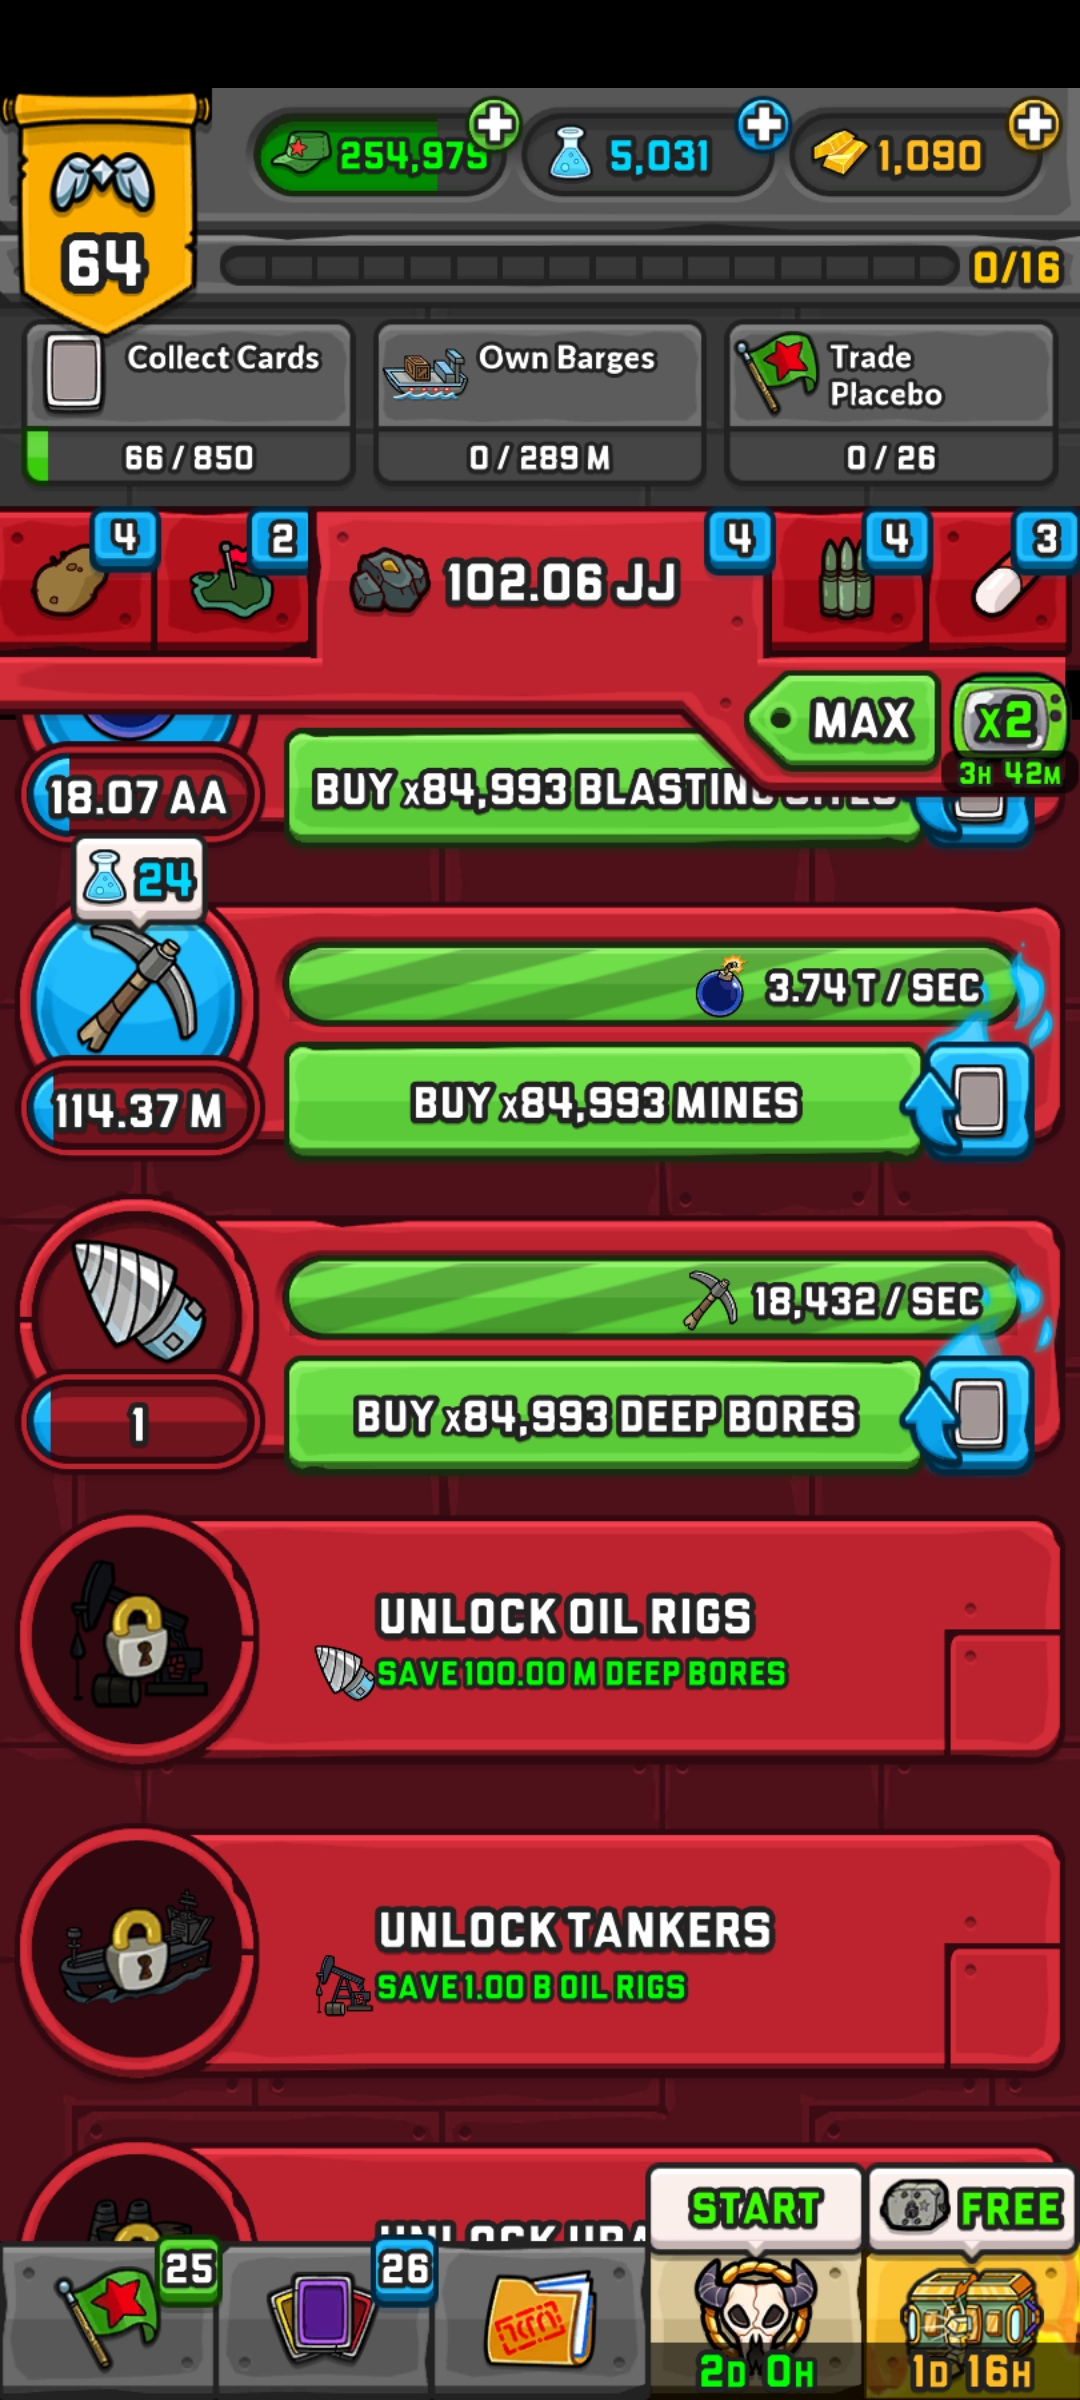 254,975
5,031
1,090
64
0/16
Collect Cards
66 / 850
Own Barges
0 / 289 M
Trade
Placebo
0 / 26
4
2
102.06 JJ
4
4
3
MAX
x2
3H 42M
18.07 AA
BUY x84,993
24
3.74 T / SEC
114.37 M
BUY x84,993 MINES
18,432 / SEC
1
BUY x84,993 DEEP BORES
UNLOCK OIL RIGS
SAVE 100.00 M DEEP BORES
UNLOCK TANKERS
SAVE 1.00 B OIL RIGS
START
FREE
25
26
2D 0H
1D 16H